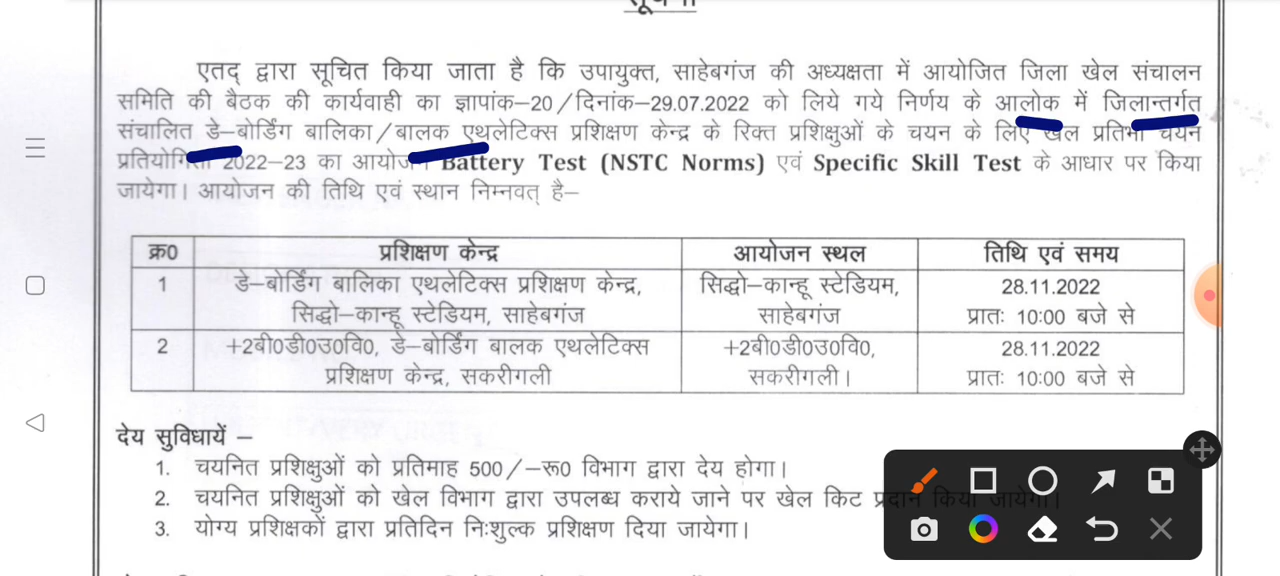 सूचना
एतद् द्वारा सूचित किया जाता है कि उपायुक्त, साहेबगंज की अध्यक्षता में आयोजित जिला खेल संचालन
समिति की बैठक की कार्यवाही का ज्ञापांक–20/दिनांक–29.07.2022 को लिये गये निर्णय के आलोक में जिलान्तर्गत
संचालित डे–बोर्डिंग बालिका/बालक एथलेटिक्स प्रशिक्षण केन्द्र के रिक्त प्रशिक्षुओं के चयन के लिए खेल प्रतिभा चयन
प्रतियोगिता 2022–23 का आयोजन Battery Test (NSTC Norms) एवं Specific Skill Test के आधार पर किया
जायेगा। आयोजन की तिथि एवं स्थान निम्नवत् है–
क्र0 प्रशिक्षण केन्द्र आयोजन स्थल तिथि एवं समय
1 डे–बोर्डिंग बालिका एथलेटिक्स प्रशिक्षण केन्द्र, सिद्धो–कान्हू स्टेडियम, 28.11.2022
सिद्धो–कान्हू स्टेडियम, साहेबगंज साहेबगंज प्रातः 10:00 बजे से
2 +2बी0डी0उ0वि0, डे–बोर्डिंग बालक एथलेटिक्स +2बी0डी0उ0वि0, 28.11.2022
प्रशिक्षण केन्द्र, सकरीगली सकरीगली। प्रातः 10:00 बजे से
देय सुविधायें –
1. चयनित प्रशिक्षुओं को प्रतिमाह 500/–रू0 विभाग द्वारा देय होगा।
2. चयनित प्रशिक्षुओं को खेल विभाग द्वारा उपलब्ध कराये जाने पर खेल किट प्रदान किया जायेगा।
3. योग्य प्रशिक्षकों द्वारा प्रतिदिन निःशुल्क प्रशिक्षण दिया जायेगा।